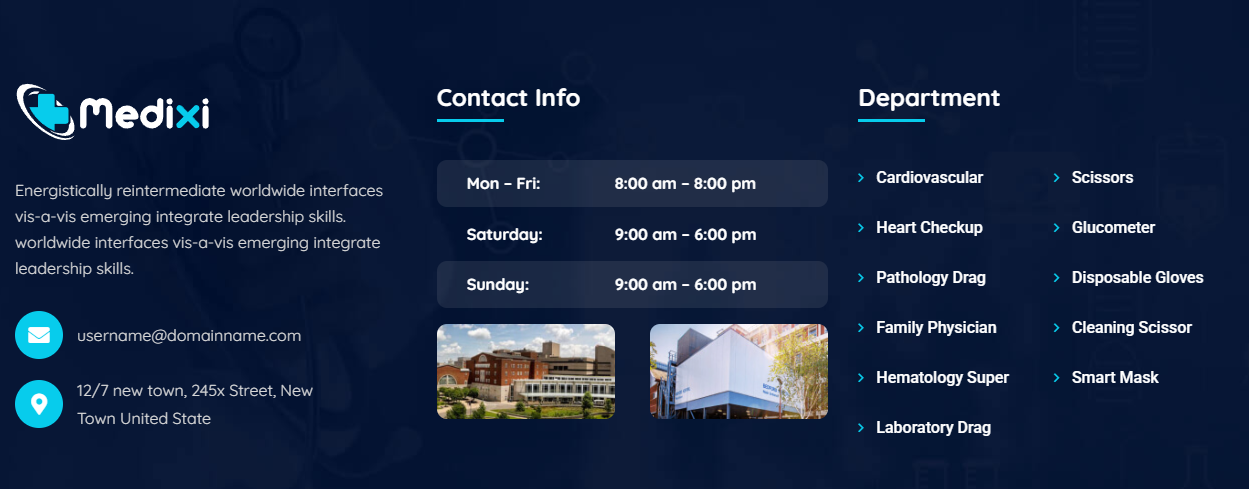 Medixi
Energistically reintermediate worldwide interfaces
vis-a-vis emerging integrate leadership skills.
worldwide interfaces vis-a-vis emerging integrate
leadership skills.
username@domainname.com
12/7 new town, 245x Street, New
Town United State
Contact Info
Mon – Fri: 8:00 am – 8:00 pm
Saturday: 9:00 am – 6:00 pm
Sunday: 9:00 am – 6:00 pm
Department
Cardiovascular
Heart Checkup
Pathology Drag
Family Physician
Hematology Super
Laboratory Drag
Scissors
Glucometer
Disposable Gloves
Cleaning Scissor
Smart Mask